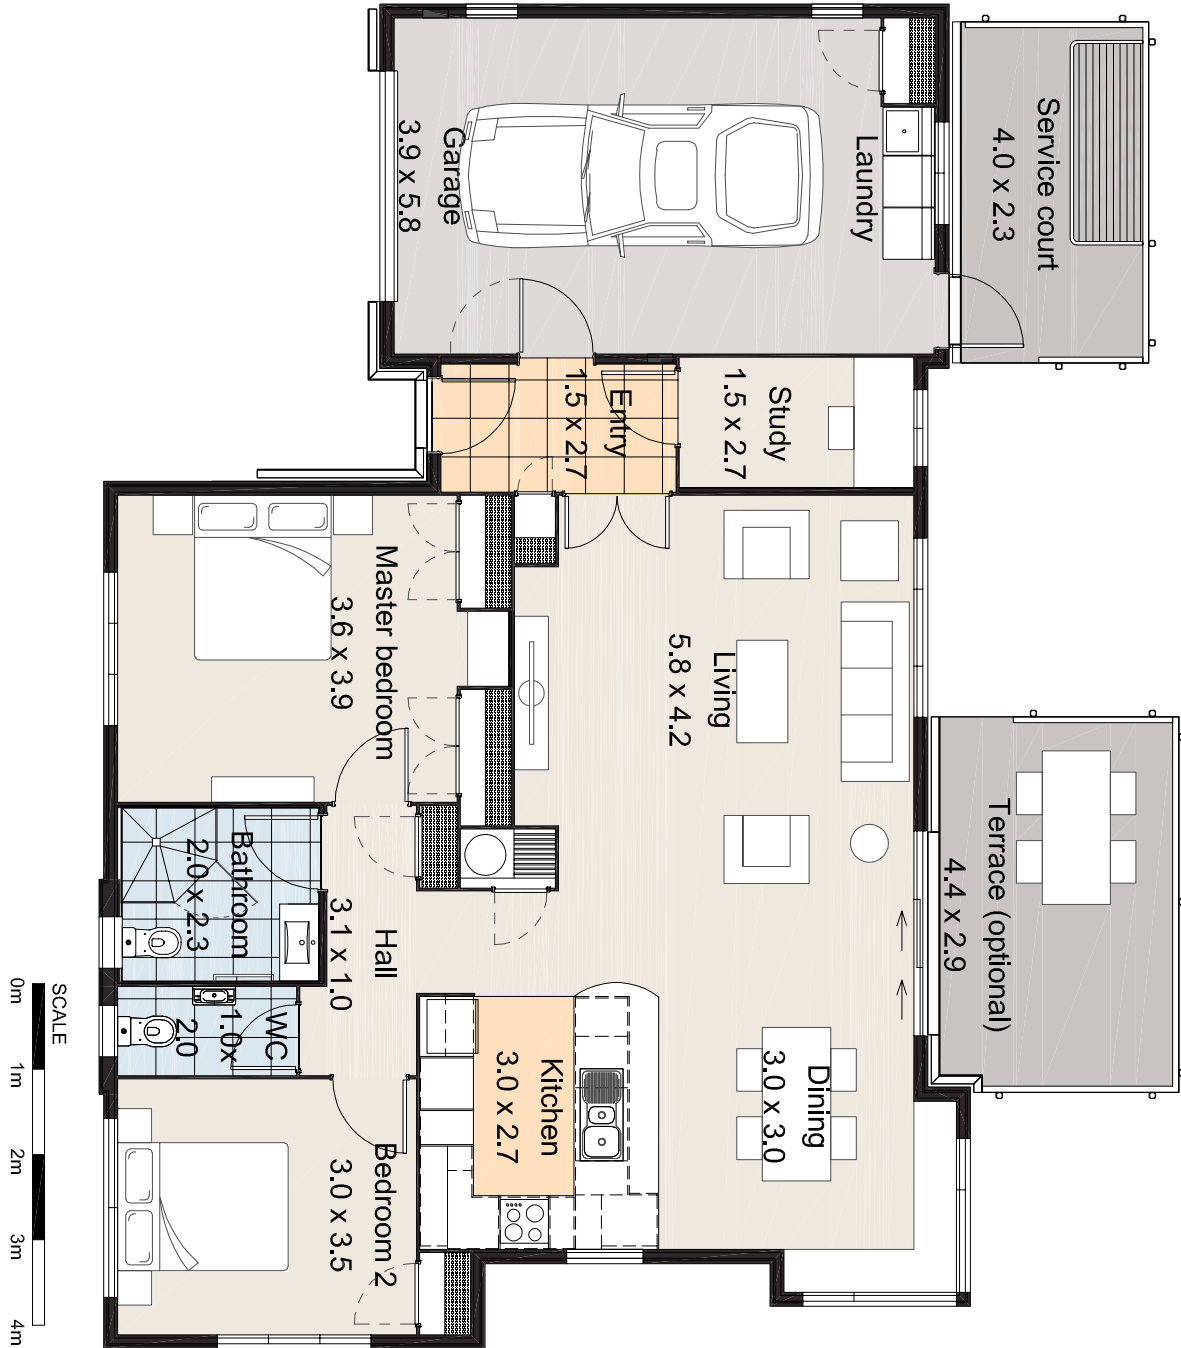 Service court
4.0 x 2.3
Terrace (optional)
4.4 x 2.9
Laundry
Garage
3.9 x 5.8
Study
1.5 x 2.7
Entry
1.5 x 2.7
Living
5.8 x 4.2
Dining
3.0 x 3.0
Kitchen
3.0 x 2.7
Master bedroom
3.6 x 3.9
Hall
3.1 x 1.0
Bedroom 2
3.0 x 3.5
Bathroom
2.0 x 2.3
WC
1.0x
2.0
SCALE
0m 1m 2m 3m 4m